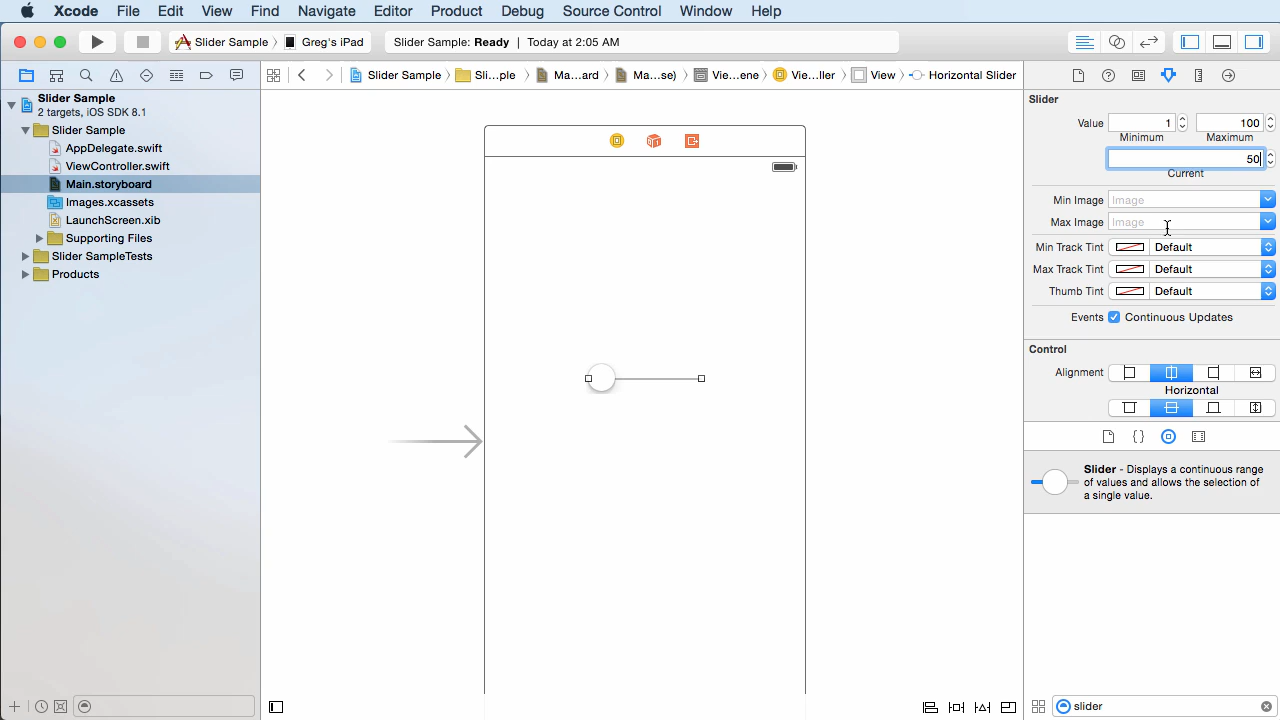 Xcode File Edit View Find Navigate Editor Product Debug Source Control Window Help
Slider Sample Greg's iPad Slider Sample: Ready | Today at 2:05 AM
Slider Sample Sli...ple Ma...ard Ma...se) Vie...ene Vie...ller View Horizontal Slider
Slider Sample
2 targets, iOS SDK 8.1
Slider Sample
AppDelegate.swift
ViewController.swift
Main.storyboard
Images.xcassets
LaunchScreen.xib
Supporting Files
Slider SampleTests
Products
Slider
Value 1 100
Minimum Maximum
50
Current
Min Image Image
Max Image Image
Min Track Tint Default
Max Track Tint Default
Thumb Tint Default
Events Continuous Updates
Control
Alignment
Horizontal
Slider - Displays a continuous range
of values and allows the selection of
a single value.
slider